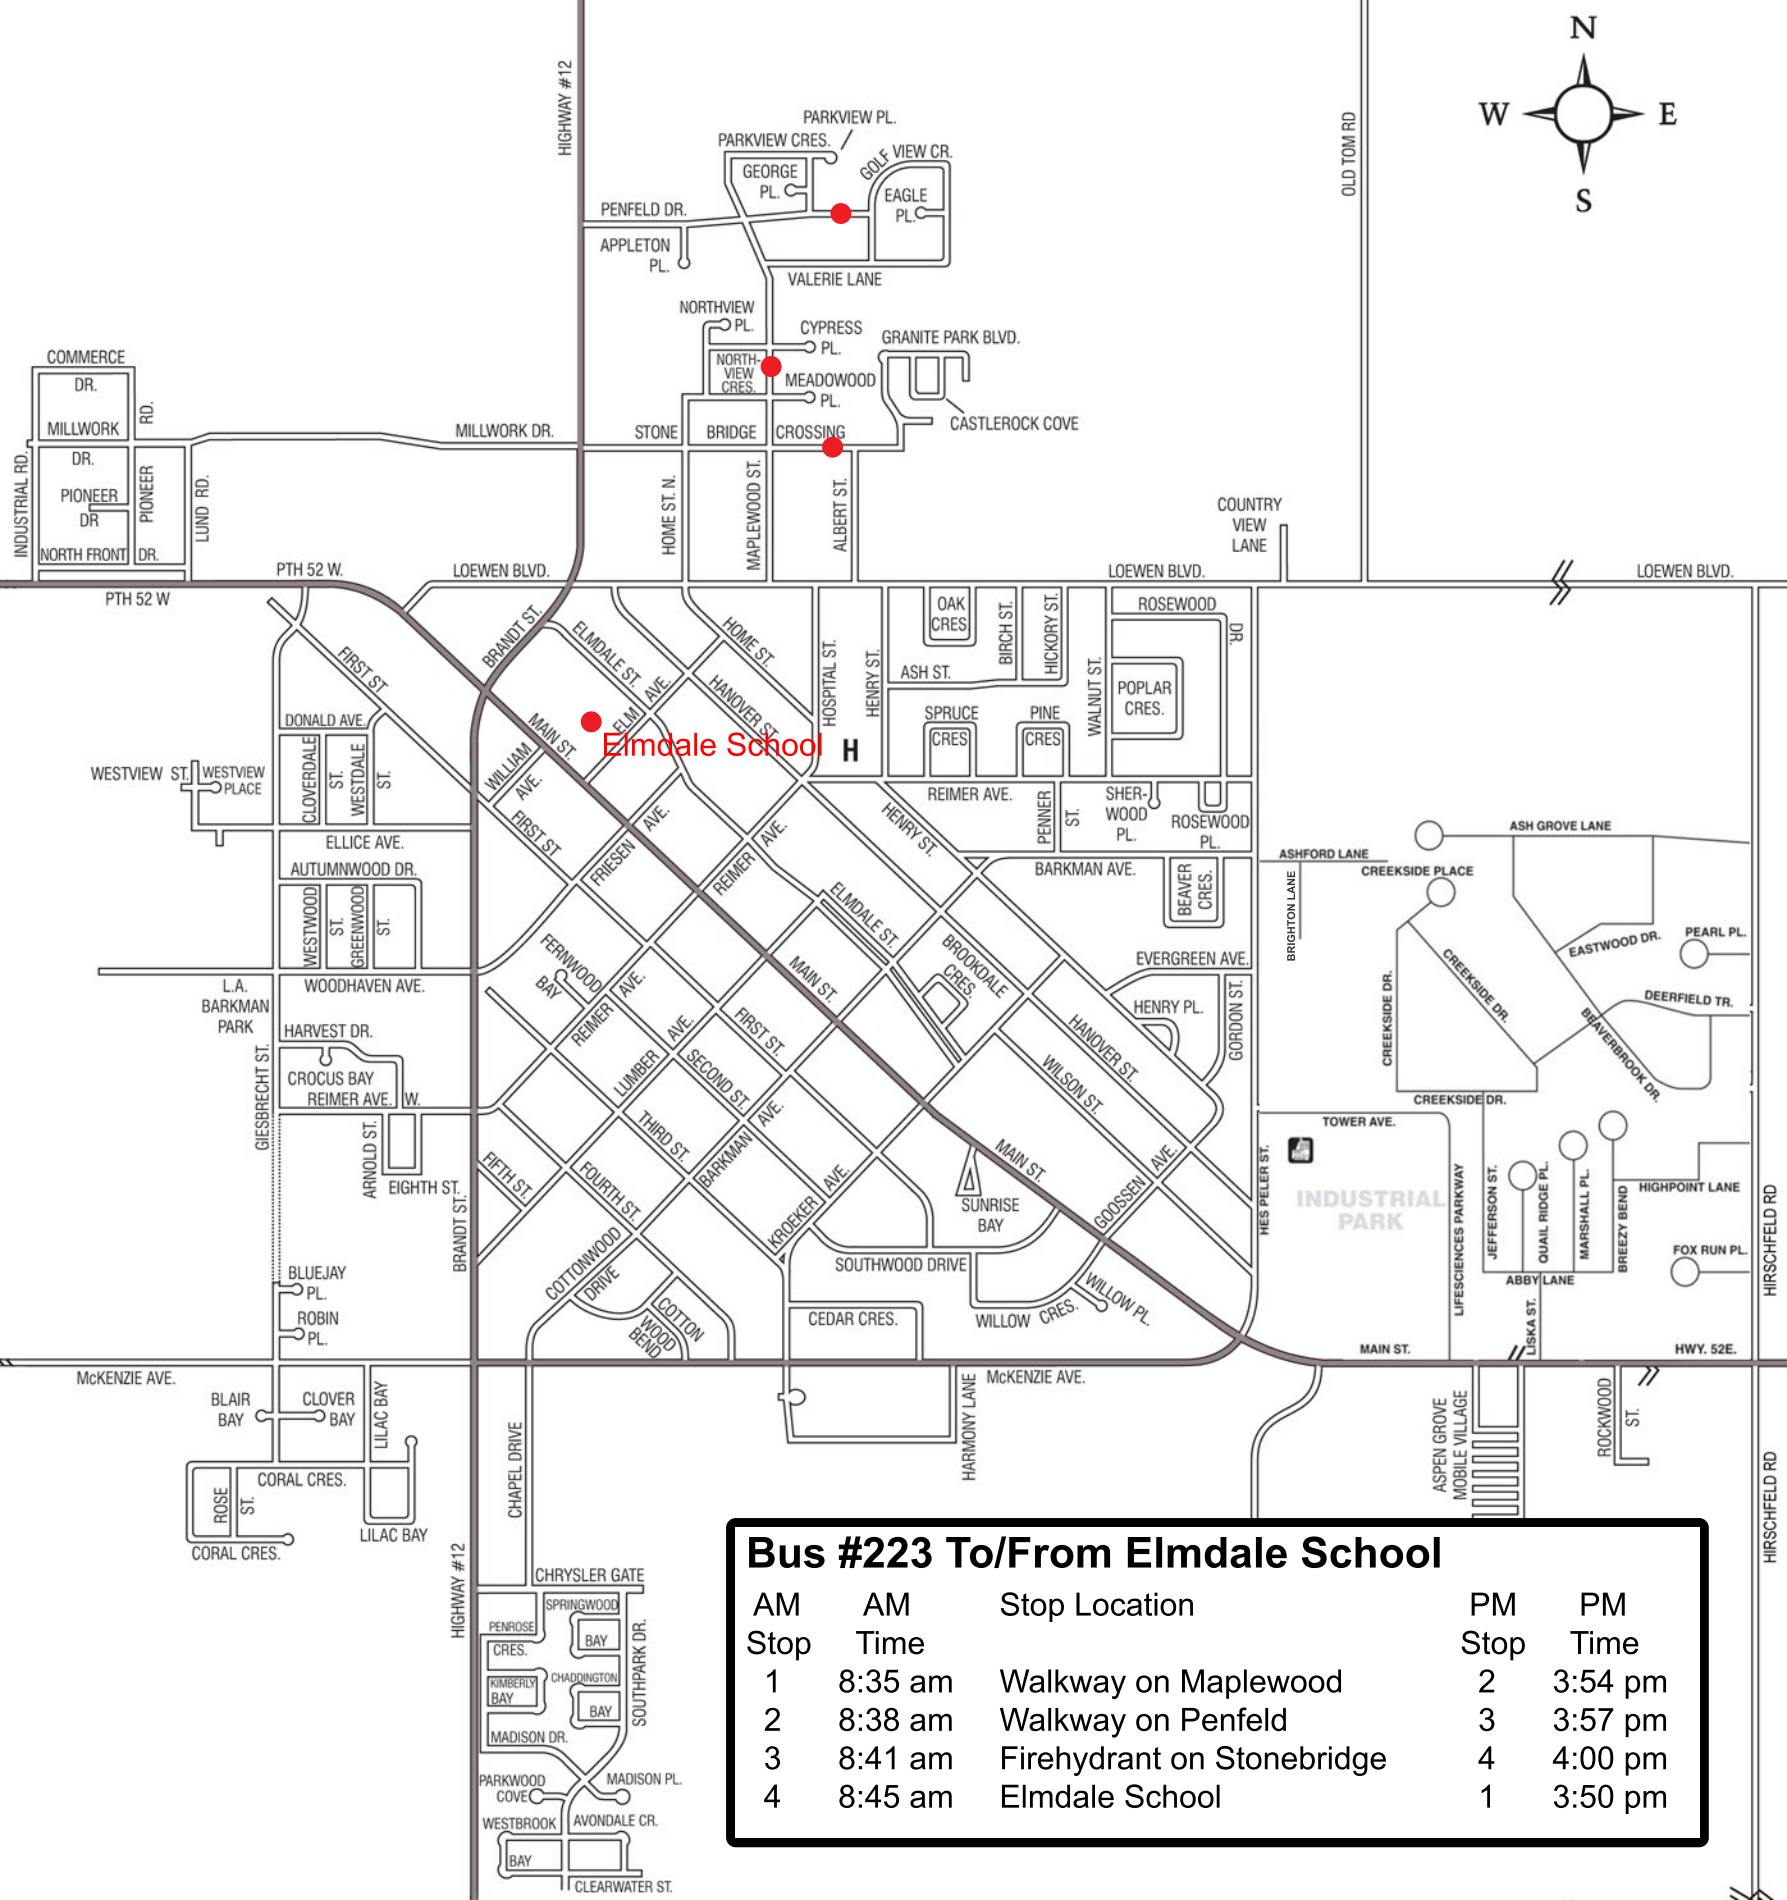 N
W
E
S
HIGHWAY #12
OLD TOM RD
PARKVIEW PL.
PARKVIEW CRES.
GOLF VIEW CR.
GEORGE
PL.
EAGLE
PL.
PENFELD DR.
APPLETON
PL.
VALERIE LANE
NORTHVIEW
PL.
CYPRESS
PL.
GRANITE PARK BLVD.
NORTH-
VIEW
CRES.
MEADOWOOD
PL.
CASTLEROCK COVE
COMMERCE
DR.
RD.
MILLWORK
DR.
MILLWORK DR.
STONE
BRIDGE
CROSSING
INDUSTRIAL RD.
PIONEER
DR
PIONEER
LUND RD.
NORTH FRONT
DR.
HOME ST. N.
MAPLEWOOD ST.
ALBERT ST.
COUNTRY
VIEW
LANE
PTH 52 W.
PTH 52 W
LOEWEN BLVD.
LOEWEN BLVD.
LOEWEN BLVD.
BRANDT ST.
ELMDALE ST.
HOME ST.
HOSPITAL ST.
HENRY ST.
OAK
CRES
BIRCH ST.
HICKORY ST.
ROSEWOOD
DR.
FIRST ST
ELM
AVE.
HANOVER ST.
ASH ST.
WALNUT ST.
POPLAR
CRES.
DONALD AVE.
MAIN ST.
Elmdale School
H
SPRUCE
CRES
PINE
CRES
WESTVIEW ST.
WESTVIEW
PLACE
CLOVERDALE
ST.
WESTDALE
ST.
WILLIAM
AVE.
FIRST ST
ELLICE AVE.
FRIESEN
AVE.
REIMER
AVE.
HENRY ST.
REIMER AVE.
PENNER
ST.
SHER-
WOOD
PL.
ROSEWOOD
PL.
AUTUMNWOOD DR.
WESTWOOD
ST.
GREENWOOD
ST.
BARKMAN AVE.
BEAVER
CRES.
ASHFORD LANE
BRIGHTON LANE
ASH GROVE LANE
CREEKSIDE PLACE
EASTWOOD DR.
PEARL PL.
ELMDALE ST.
BROOKDALE
CRES.
EVERGREEN AVE.
CREEKSIDE DR.
CREEKSIDE DR.
DEERFIELD TR.
BEAVERBROOK DR.
L.A.
BARKMAN
PARK
WOODHAVEN AVE.
FERNWOOD
BAY
MAIN ST.
HENRY PL.
GORDON ST.
HARVEST DR.
CROCUS BAY
REIMER AVE. W.
GIESBRECHT ST.
REIMER
AVE.
FIRST ST.
HANOVER ST.
WILSON ST.
LUMBER
AVE.
SECOND ST.
CREEKSIDE DR.
TOWER AVE.
ARNOLD ST.
EIGHTH ST.
BRANDT ST.
THIRD ST.
BARKMAN
AVE.
FIFTH ST.
FOURTH ST.
KROEKER
AVE.
MAIN ST.
SUNRISE
BAY
GOOSSEN
AVE.
HES PELER ST.
INDUSTRIAL
PARK
LIFESCIENCES PARKWAY
JEFFERSON ST.
QUAIL RIDGE PL.
MARSHALL PL.
BREEZY BEND
HIGHPOINT LANE
FOX RUN PL.
HIRSCHFELD RD
ABBY LANE
LISKA ST.
BLUEJAY
PL.
ROBIN
PL.
COTTONWOOD
DRIVE
COTTON
WOOD
BEND
SOUTHWOOD DRIVE
CEDAR CRES.
WILLOW
CRES.
WILLOW PL.
MAIN ST.
HWY. 52E.
McKENZIE AVE.
McKENZIE AVE.
BLAIR
BAY
CLOVER
BAY
LILAC BAY
CORAL CRES.
ROSE
ST.
LILAC BAY
CORAL CRES.
CHAPEL DRIVE
HARMONY LANE
ASPEN GROVE
MOBILE VILLAGE
ROCKWOOD
ST.
HIRSCHFELD RD
HIRSCHFELD RD
HIGHWAY #12
CHRYSLER GATE
SPRINGWOOD
BAY
PENROSE
CRES.
KIMBERLY
BAY
CHADDINGTON
BAY
SOUTHPARK DR.
MADISON DR.
PARKWOOD
COVE
MADISON PL.
WESTBROOK
BAY
AVONDALE CR.
CLEARWATER ST.
Bus #223 To/From Elmdale School
AM AM Stop Location PM PM
Stop Time Stop Time
1 8:35 am Walkway on Maplewood 2 3:54 pm
2 8:38 am Walkway on Penfeld 3 3:57 pm
3 8:41 am Firehydrant on Stonebridge 4 4:00 pm
4 8:45 am Elmdale School 1 3:50 pm